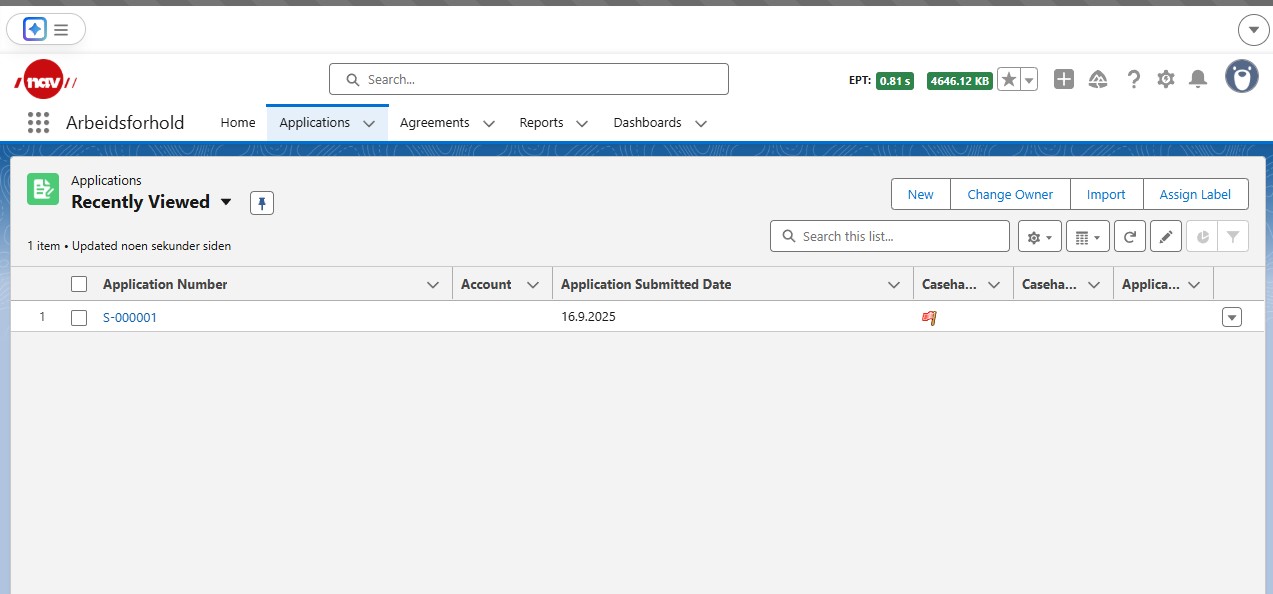 nav
Search...
EPT: 0.81 s 4646.12 KB
Arbeidsforhold Home Applications Agreements Reports Dashboards
Applications
Recently Viewed
New Change Owner Import Assign Label
1 item • Updated noen sekunder siden
Search this list...
Application Number Account Application Submitted Date Caseha... Caseha... Applica...
1 S-000001 16.9.2025